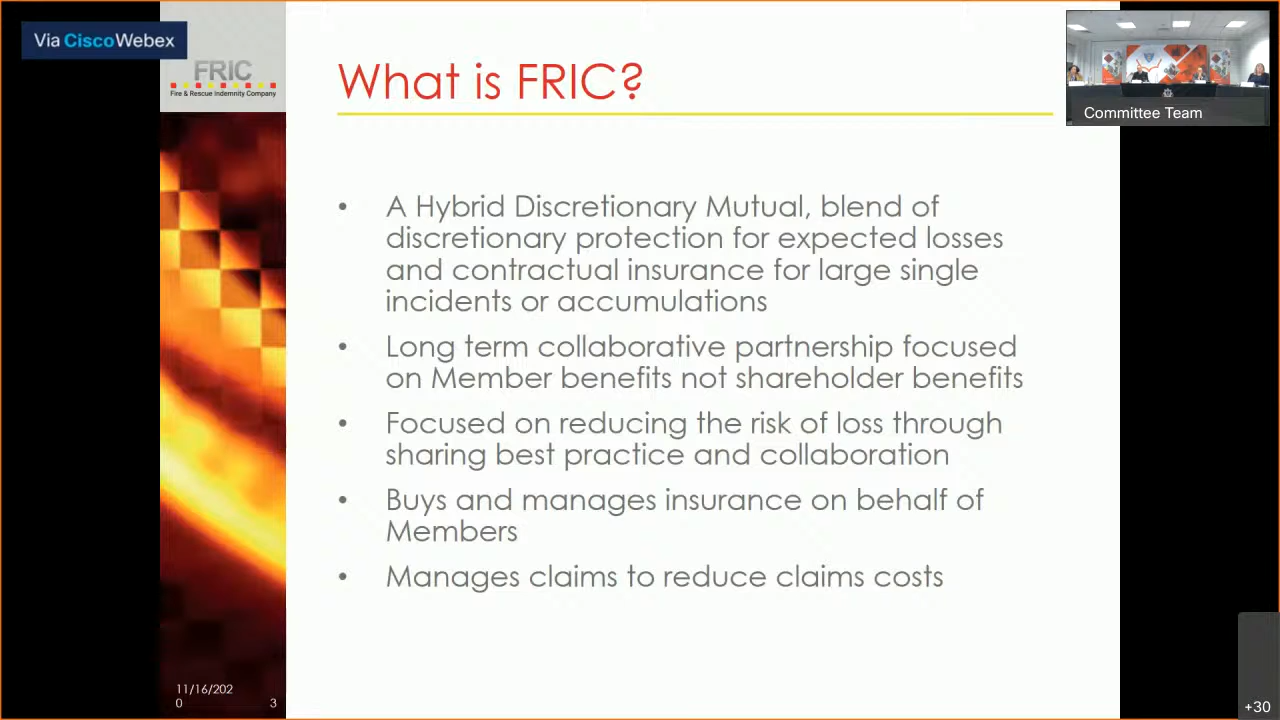 Via CiscoWebex
FRIC
Fire & Rescue Indemnity Company
What is FRIC?
Committee Team
• A Hybrid Discretionary Mutual, blend of
discretionary protection for expected losses
and contractual insurance for large single
incidents or accumulations
• Long term collaborative partnership focused
on Member benefits not shareholder benefits
• Focused on reducing the risk of loss through
sharing best practice and collaboration
• Buys and manages insurance on behalf of
Members
• Manages claims to reduce claims costs
11/16/202
0
3
+30